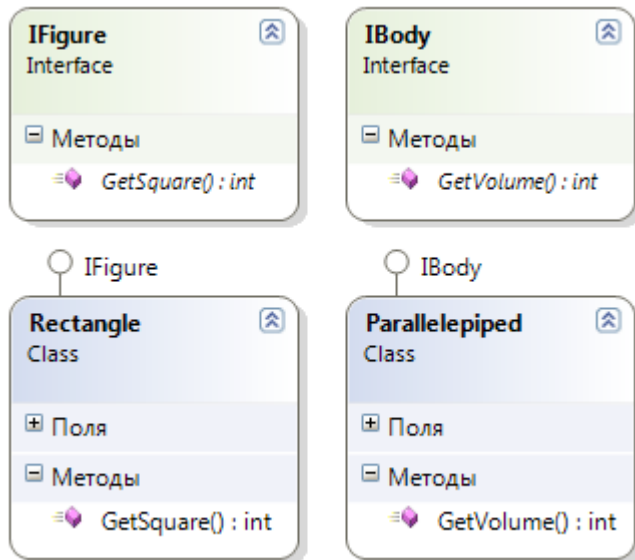 IFigure
Interface
Методы
GetSquare() : int
IBody
Interface
Методы
GetVolume() : int
IFigure
Rectangle
Class
Поля
Методы
GetSquare() : int
IBody
Parallelepiped
Class
Поля
Методы
GetVolume() : int